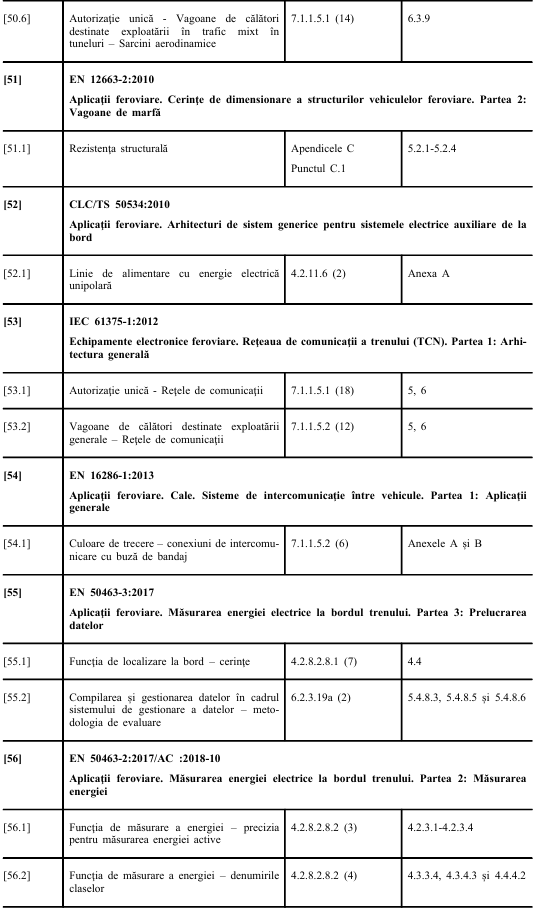 [50.6] Autorizație unică - Vagoane de călători 7.1.1.5.1 (14) 6.3.9
destinate exploatării în trafic mixt în
tuneluri – Sarcini aerodinamice
[51] EN 12663-2:2010
Aplicații feroviare. Cerințe de dimensionare a structurilor vehiculelor feroviare. Partea 2:
Vagoane de marfă
[51.1] Rezistența structurală Apendicele C 5.2.1-5.2.4
Punctul C.1
[52] CLC/TS 50534:2010
Aplicații feroviare. Arhitecturi de sistem generice pentru sistemele electrice auxiliare de la
bord
[52.1] Linie de alimentare cu energie electrică 4.2.11.6 (2) Anexa A
unipolară
[53] IEC 61375-1:2012
Echipamente electronice feroviare. Rețeaua de comunicații a trenului (TCN). Partea 1: Arhi-
tectura generală
[53.1] Autorizație unică - Rețele de comunicații 7.1.1.5.1 (18) 5, 6
[53.2] Vagoane de călători destinate exploatării 7.1.1.5.2 (12) 5, 6
generale – Rețele de comunicații
[54] EN 16286-1:2013
Aplicații feroviare. Cale. Sisteme de intercomunicație între vehicule. Partea 1: Aplicații
generale
[54.1] Culoare de trecere – conexiuni de intercomu- 7.1.1.5.2 (6) Anexele A și B
nicare cu buză de bandaj
[55] EN 50463-3:2017
Aplicații feroviare. Măsurarea energiei electrice la bordul trenului. Partea 3: Prelucrarea
datelor
[55.1] Funcția de localizare la bord – cerințe 4.2.8.2.8.1 (7) 4.4
[55.2] Compilarea și gestionarea datelor în cadrul 6.2.3.19a (2) 5.4.8.3, 5.4.8.5 și 5.4.8.6
sistemului de gestionare a datelor – meto-
dologia de evaluare
[56] EN 50463-2:2017/AC :2018-10
Aplicații feroviare. Măsurarea energiei electrice la bordul trenului. Partea 2: Măsurarea
energiei
[56.1] Funcția de măsurare a energiei – precizia 4.2.8.2.8.2 (3) 4.2.3.1-4.2.3.4
pentru măsurarea energiei active
[56.2] Funcția de măsurare a energiei – denumirile 4.2.8.2.8.2 (4) 4.3.3.4, 4.3.4.3 și 4.4.4.2
claselor